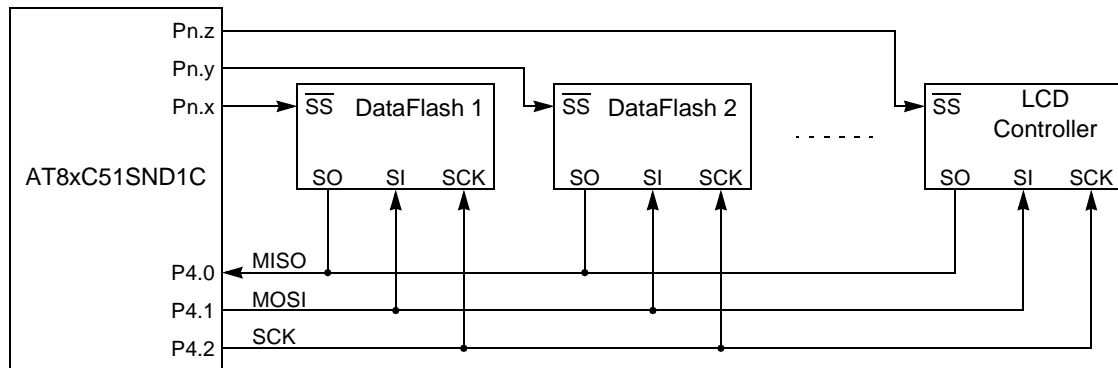 Pn.z
Pn.y
Pn.x
SS DataFlash 1
SS DataFlash 2
SS LCD
Controller
AT8xC51SND1C
SO SI SCK
SO SI SCK
SO SI SCK
P4.0 MISO
P4.1 MOSI
P4.2 SCK